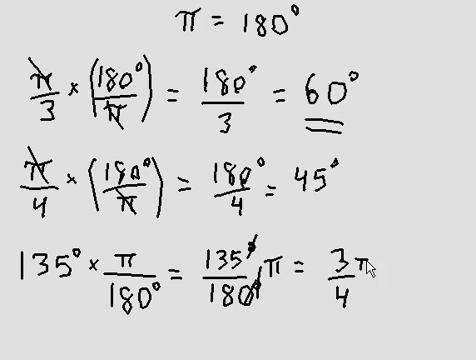 π = 180°
π/3 × (180°/π) = 180°/3 = 60°
π/4 × (180°/π) = 180°/4 = 45°
135° × π/180° = 135°/180° π = 3/4 π